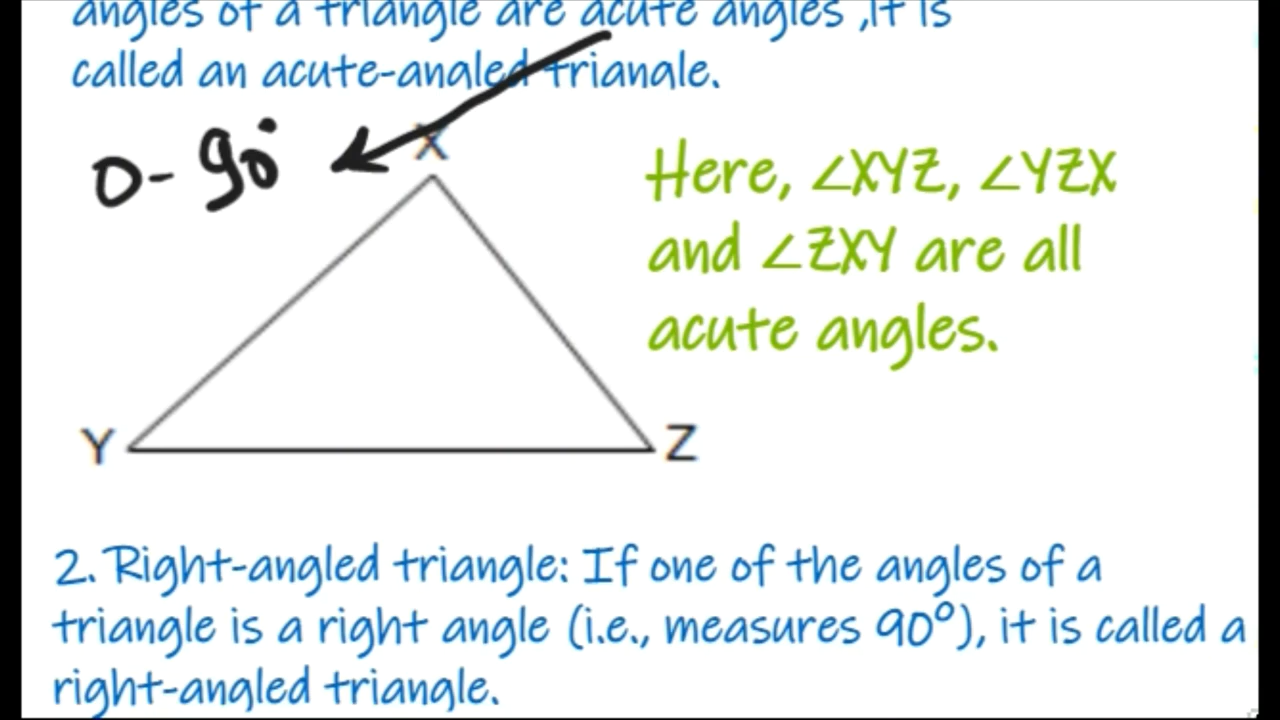 angles of a triangle are acute angles ,it is
called an acute-angled triangle.
0-90°
X
Here, ∠XYZ, ∠YZX
and ∠ZXY are all
acute angles.
Y
Z
2. Right-angled triangle: If one of the angles of a
triangle is a right angle (i.e., measures 90°), it is called a
right-angled triangle.